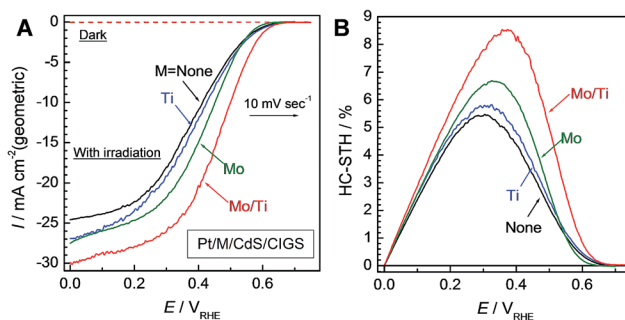 A
Dark
M=None
Ti
10 mV sec⁻¹
With irradiation
Mo
Mo/Ti
Pt/M/CdS/CIGS
I / mA cm⁻²(geometric)
0
-5
-10
-15
-20
-25
-30
0.0 0.2 0.4 0.6
E / V_RHE
B
Mo/Ti
Mo
Ti
None
HC-STH / %
9
8
7
6
5
4
3
2
1
0
0 0.2 0.4 0.6
E / V_RHE